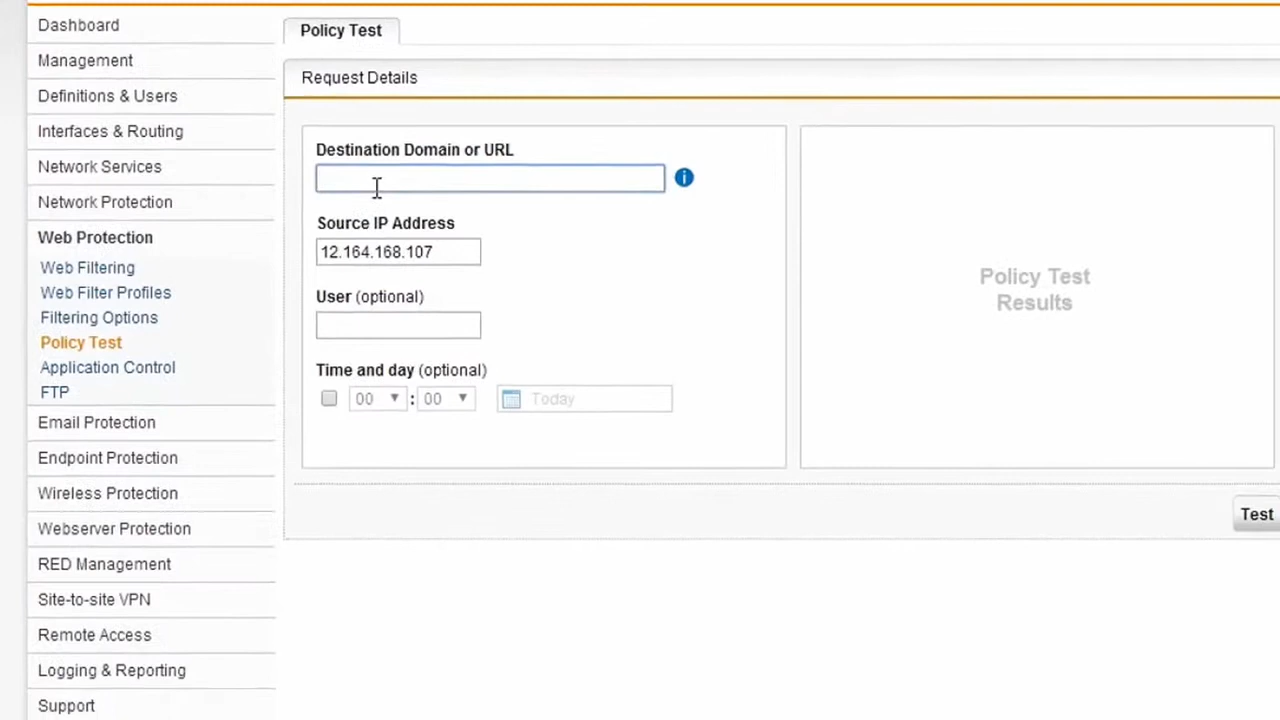 Dashboard
Management
Definitions & Users
Interfaces & Routing
Network Services
Network Protection
Web Protection
Web Filtering
Web Filter Profiles
Filtering Options
Policy Test
Application Control
FTP
Email Protection
Endpoint Protection
Wireless Protection
Webserver Protection
RED Management
Site-to-site VPN
Remote Access
Logging & Reporting
Support
Policy Test
Request Details
Destination Domain or URL
i
Source IP Address
12.164.168.107
User (optional)
Time and day (optional)
00 : 00 Today
Policy Test
Results
Test